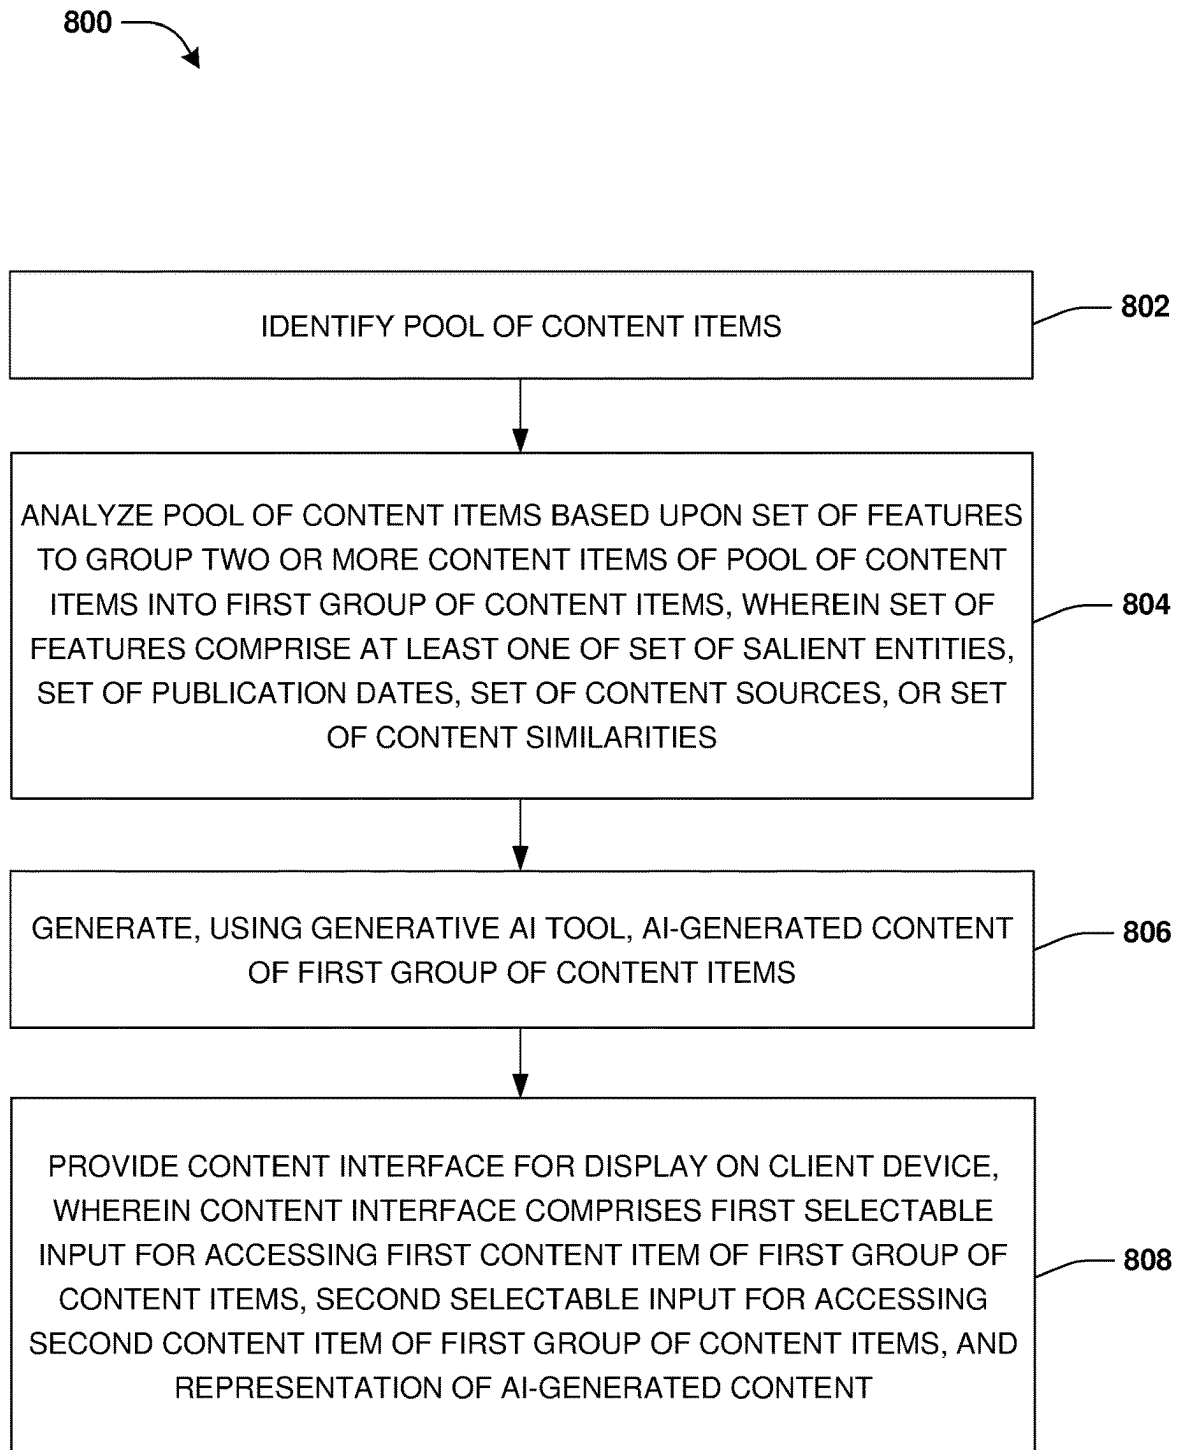 800
IDENTIFY POOL OF CONTENT ITEMS
802
ANALYZE POOL OF CONTENT ITEMS BASED UPON SET OF FEATURES
TO GROUP TWO OR MORE CONTENT ITEMS OF POOL OF CONTENT
ITEMS INTO FIRST GROUP OF CONTENT ITEMS, WHEREIN SET OF
FEATURES COMPRISE AT LEAST ONE OF SET OF SALIENT ENTITIES,
SET OF PUBLICATION DATES, SET OF CONTENT SOURCES, OR SET
OF CONTENT SIMILARITIES
804
GENERATE, USING GENERATIVE AI TOOL, AI-GENERATED CONTENT
OF FIRST GROUP OF CONTENT ITEMS
806
PROVIDE CONTENT INTERFACE FOR DISPLAY ON CLIENT DEVICE,
WHEREIN CONTENT INTERFACE COMPRISES FIRST SELECTABLE
INPUT FOR ACCESSING FIRST CONTENT ITEM OF FIRST GROUP OF
CONTENT ITEMS, SECOND SELECTABLE INPUT FOR ACCESSING
SECOND CONTENT ITEM OF FIRST GROUP OF CONTENT ITEMS, AND
REPRESENTATION OF AI-GENERATED CONTENT
808